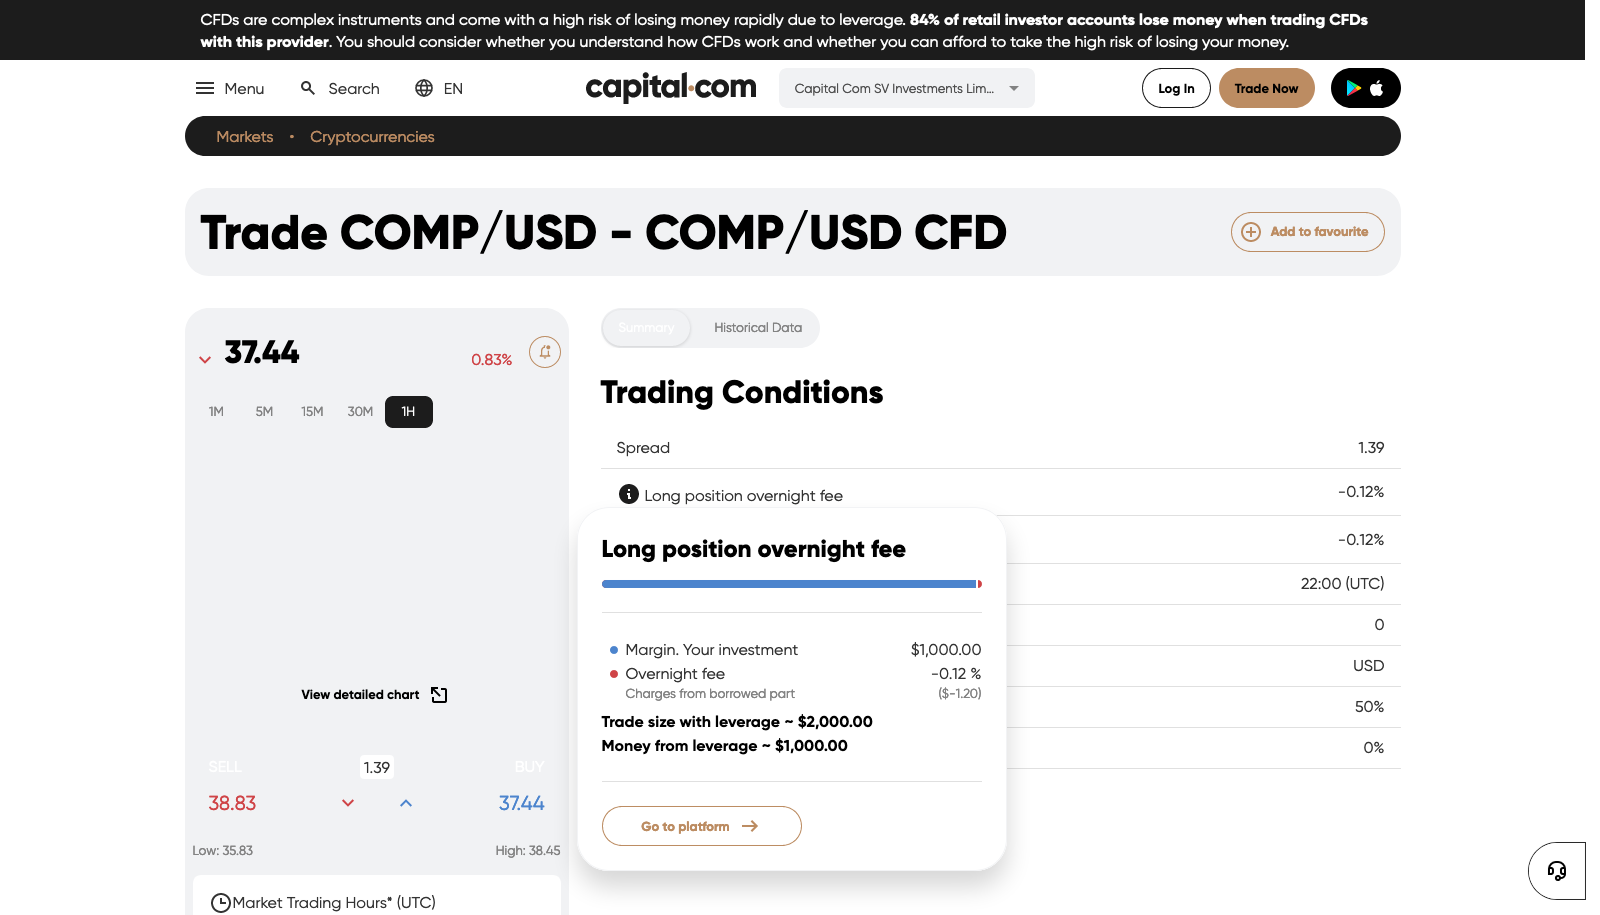 CFDs are complex instruments and come with a high risk of losing money rapidly due to leverage. 84% of retail investor accounts lose money when trading CFDs
with this provider. You should consider whether you understand how CFDs work and whether you can afford to take the high risk of losing your money.
Menu Search EN capital.com Capital Com SV Investments Lim... Log In Trade Now
Markets • Cryptocurrencies
Trade COMP/USD - COMP/USD CFD
Add to favourite
37.44 0.83%
1M 5M 15M 30M 1H
View detailed chart
SELL 1.39 BUY
38.83 37.44
Low: 35.83 High: 38.45
Market Trading Hours* (UTC)
Summary Historical Data
Trading Conditions
Spread 1.39
Long position overnight fee -0.12%
-0.12%
22:00 (UTC)
0
USD
50%
0%
Long position overnight fee
Margin. Your investment $1,000.00
Overnight fee -0.12 %
Charges from borrowed part ($-1.20)
Trade size with leverage ~ $2,000.00
Money from leverage ~ $1,000.00
Go to platform